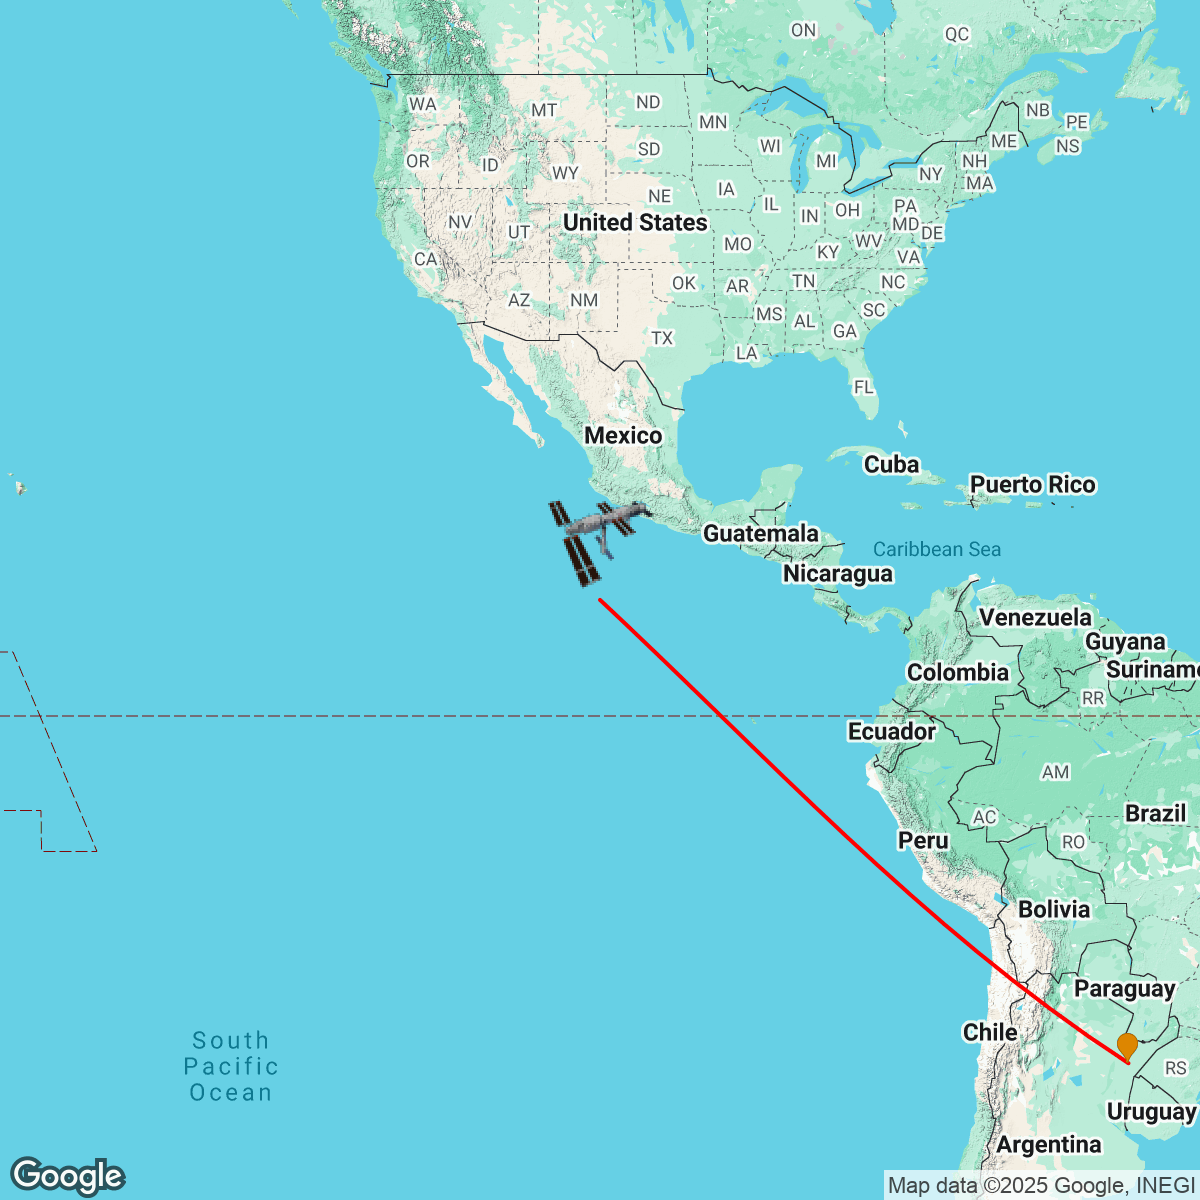 ON
QC
WA
MT
ND
MN
NB
PE
OR
ID
SD
WI
MI
ME
NS
WY
NY
NH
NE
IA
MA
NV
UT
United States
IL
IN
OH
PA
MD
DE
CA
MO
KY
WV
VA
AZ
NM
OK
AR
TN
NC
MS
AL
SC
TX
LA
GA
FL
Mexico
Cuba
Puerto Rico
Guatemala
Caribbean Sea
Nicaragua
Venezuela
Guyana
Colombia
Suriname
RR
Ecuador
AM
Brazil
AC
Peru
RO
Bolivia
Paraguay
Chile
South
Pacific
Ocean
RS
Uruguay
Argentina
Google
Map data ©2025 Google, INEGI